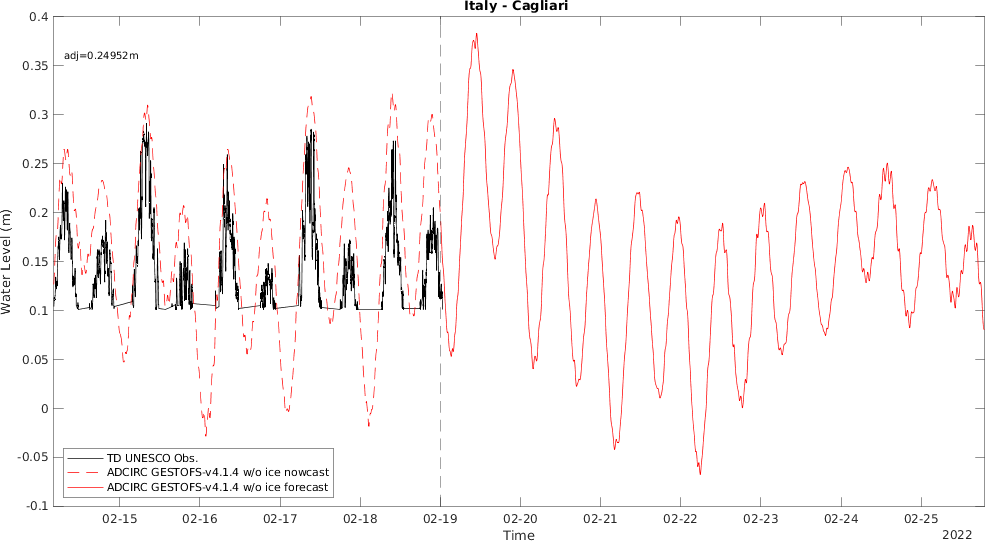 Italy - Cagliari
0.4
adj=0.24952m
0.35
0.3
0.25
0.2
0.15
0.1
0.05
0
-0.05
-0.1
Water Level (m)
TD UNESCO Obs.
ADCIRC GESTOFS-v4.1.4 w/o ice nowcast
ADCIRC GESTOFS-v4.1.4 w/o ice forecast
02-15 02-16 02-17 02-18 02-19 02-20 02-21 02-22 02-23 02-24 02-25
2022
Time